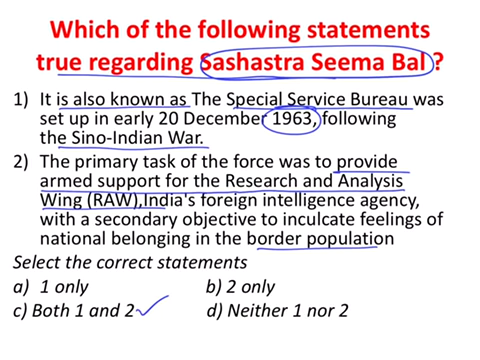 Which of the following statements
true regarding Sashastra Seema Bal ?
1) It is also known as The Special Service Bureau was
set up in early 20 December 1963, following
the Sino-Indian War.
2) The primary task of the force was to provide
armed support for the Research and Analysis
Wing (RAW),India's foreign intelligence agency,
with a secondary objective to inculcate feelings of
national belonging in the border population
Select the correct statements
a) 1 only b) 2 only
c) Both 1 and 2 d) Neither 1 nor 2